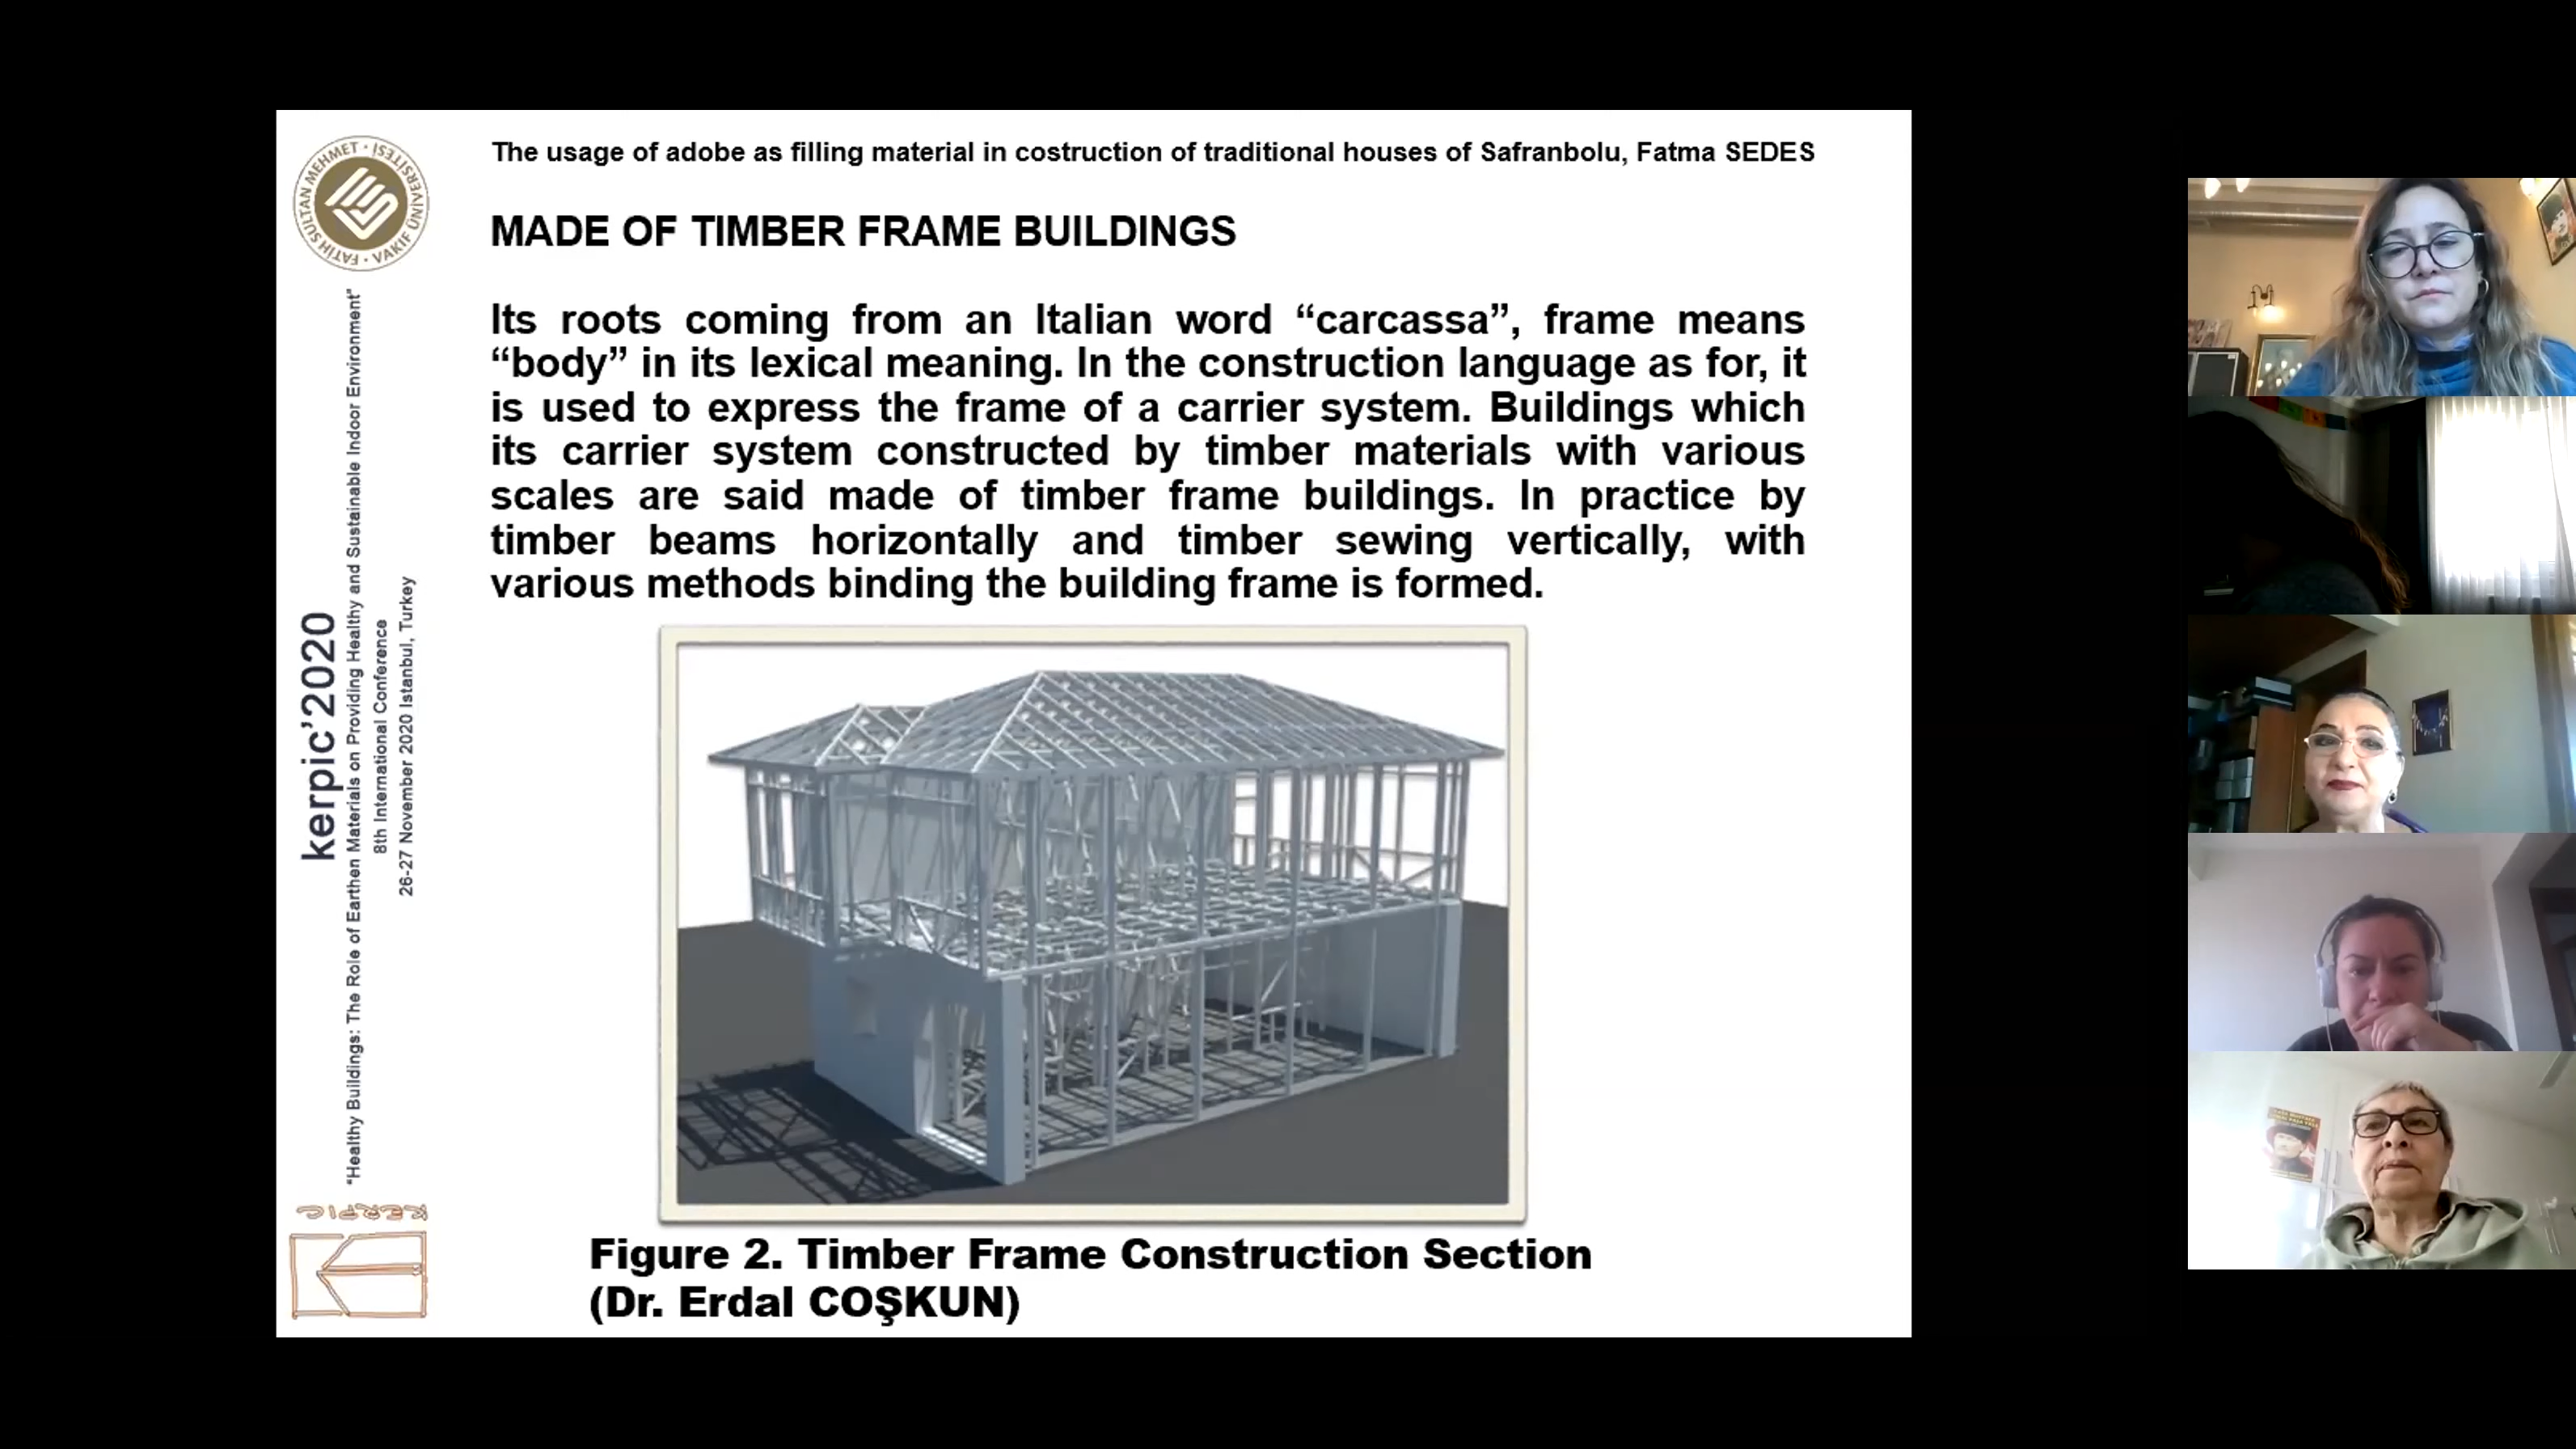 The usage of adobe as filling material in costruction of traditional houses of Safranbolu, Fatma SEDES
FATİH SULTAN MEHMET · VAKIF ÜNİVERSİTESİ ·
MADE OF TIMBER FRAME BUILDINGS
Its roots coming from an Italian word “carcassa”, frame means
“body” in its lexical meaning. In the construction language as for, it
is used to express the frame of a carrier system. Buildings which
its carrier system constructed by timber materials with various
scales are said made of timber frame buildings. In practice by
timber beams horizontally and timber sewing vertically, with
various methods binding the building frame is formed.
kerpic’2020
“Healthy Buildings: The Role of Earthen Materials on Providing Healthy and Sustainable Indoor Environment”
8th International Conference
26-27 November 2020 Istanbul, Turkey
KERPIC
Figure 2. Timber Frame Construction Section
(Dr. Erdal COŞKUN)